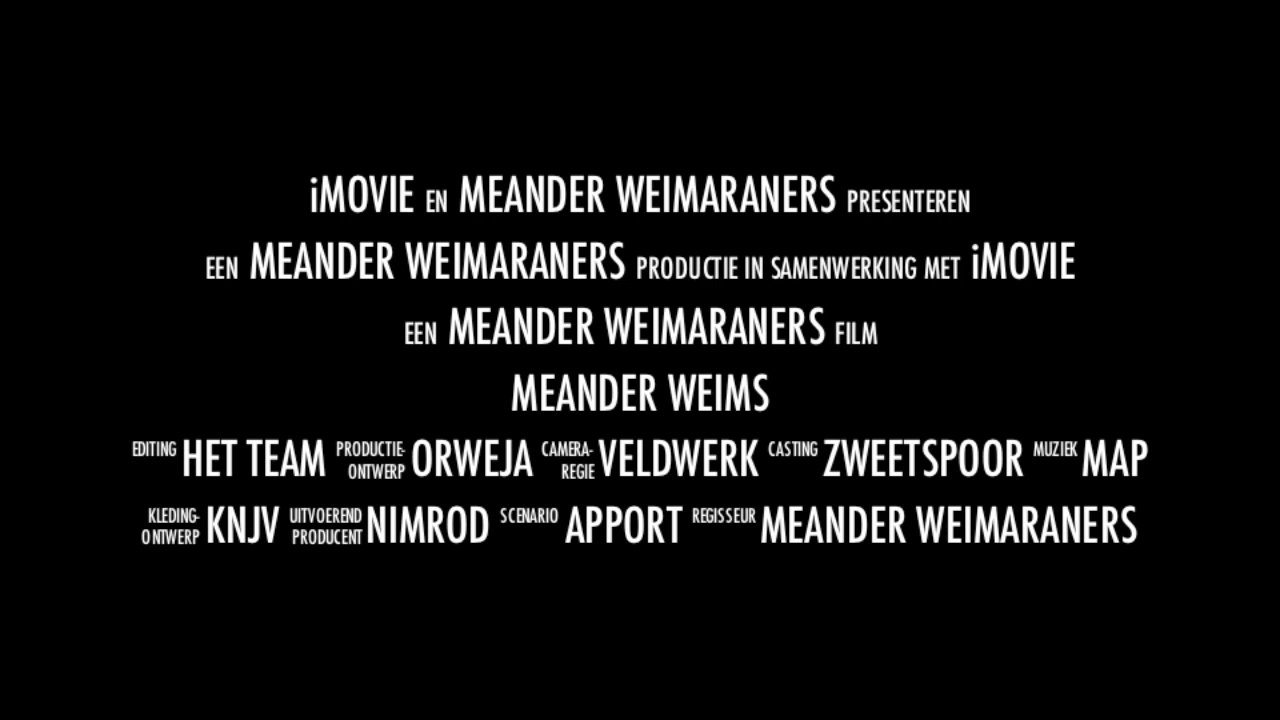 iMOVIE EN MEANDER WEIMARANERS PRESENTEREN
EEN MEANDER WEIMARANERS PRODUCTIE IN SAMENWERKING MET iMOVIE
EEN MEANDER WEIMARANERS FILM
MEANDER WEIMS
EDITING HET TEAM PRODUCTIE-ONTWERP ORWEJA CAMERA-REGIE VELDWERK CASTING ZWEETSPOOR MUZIEK MAP
KLEDING-ONTWERP KNJV UITVOEREND PRODUCENT NIMROD SCENARIO APPORT REGISSEUR MEANDER WEIMARANERS